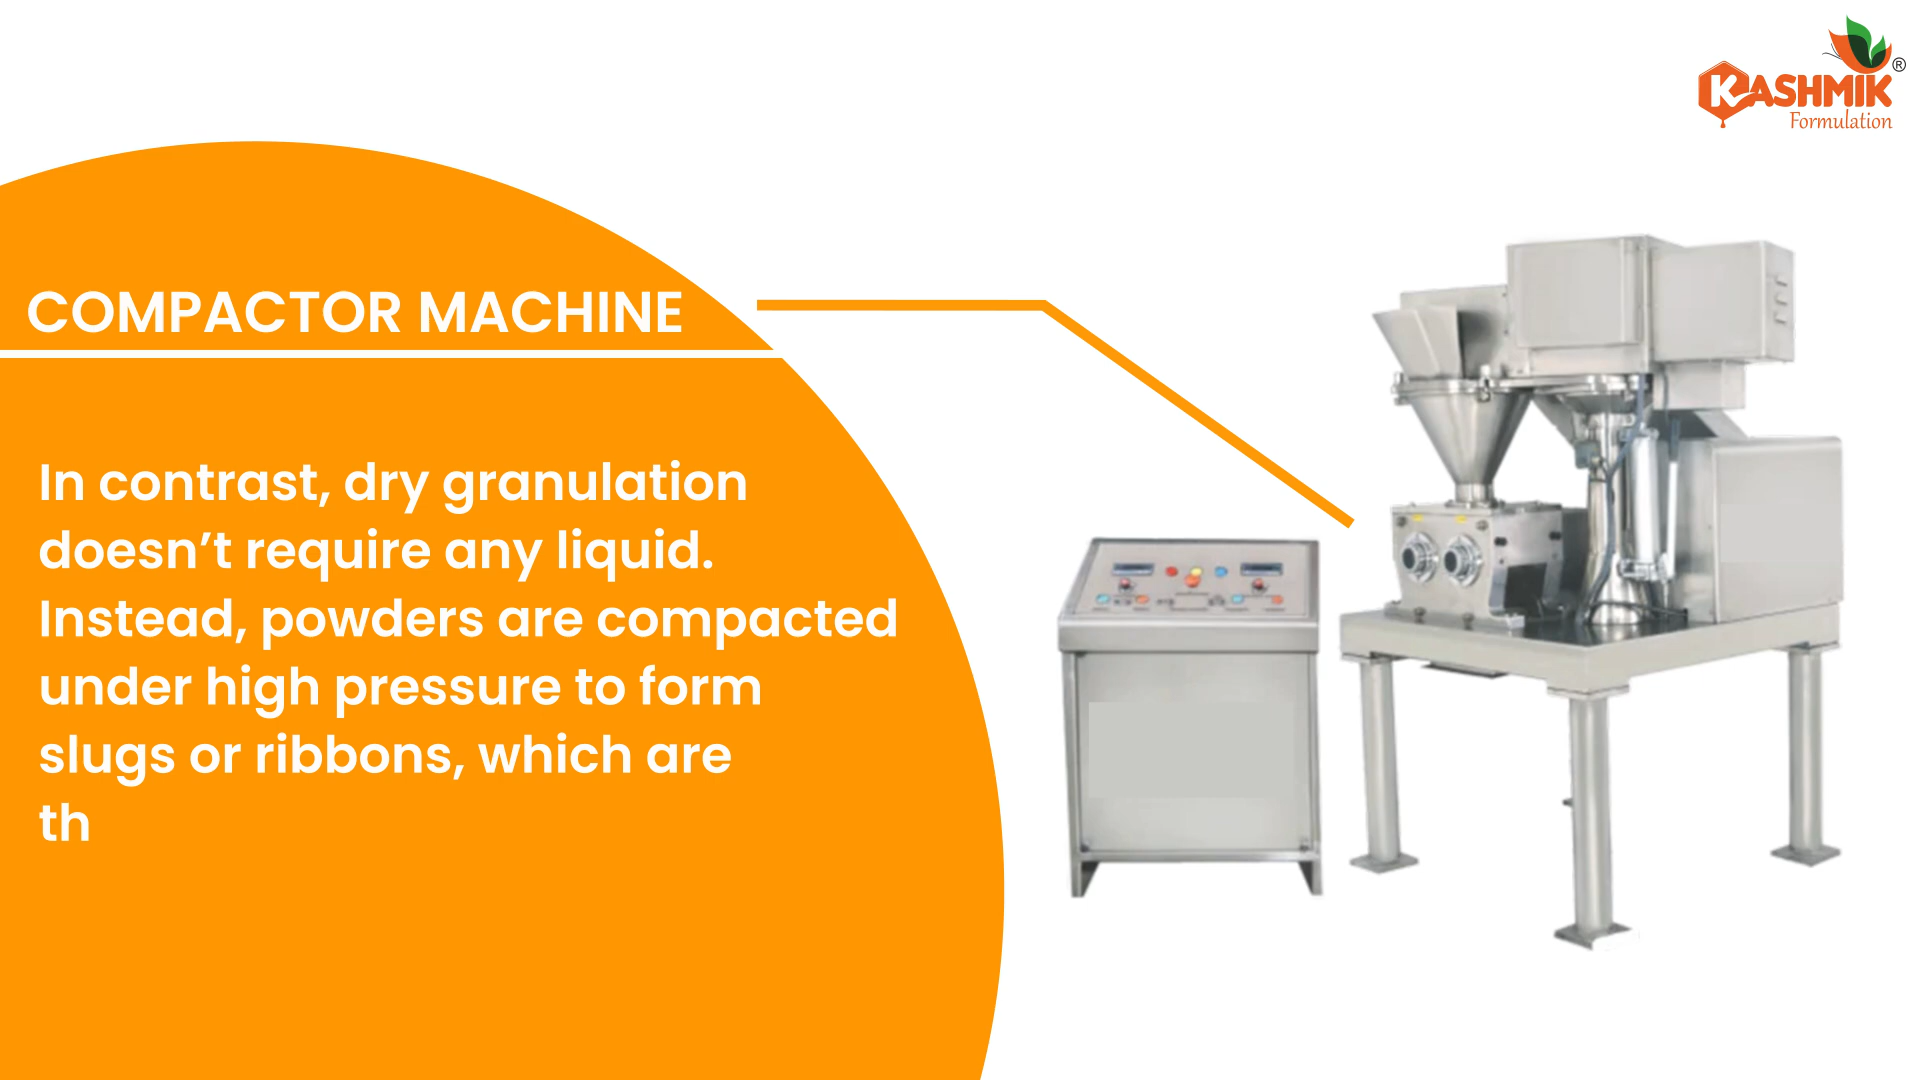 KASHMIK ®
Formulation
COMPACTOR MACHINE
In contrast, dry granulation
doesn’t require any liquid.
Instead, powders are compacted
under high pressure to form
slugs or ribbons, which are
th